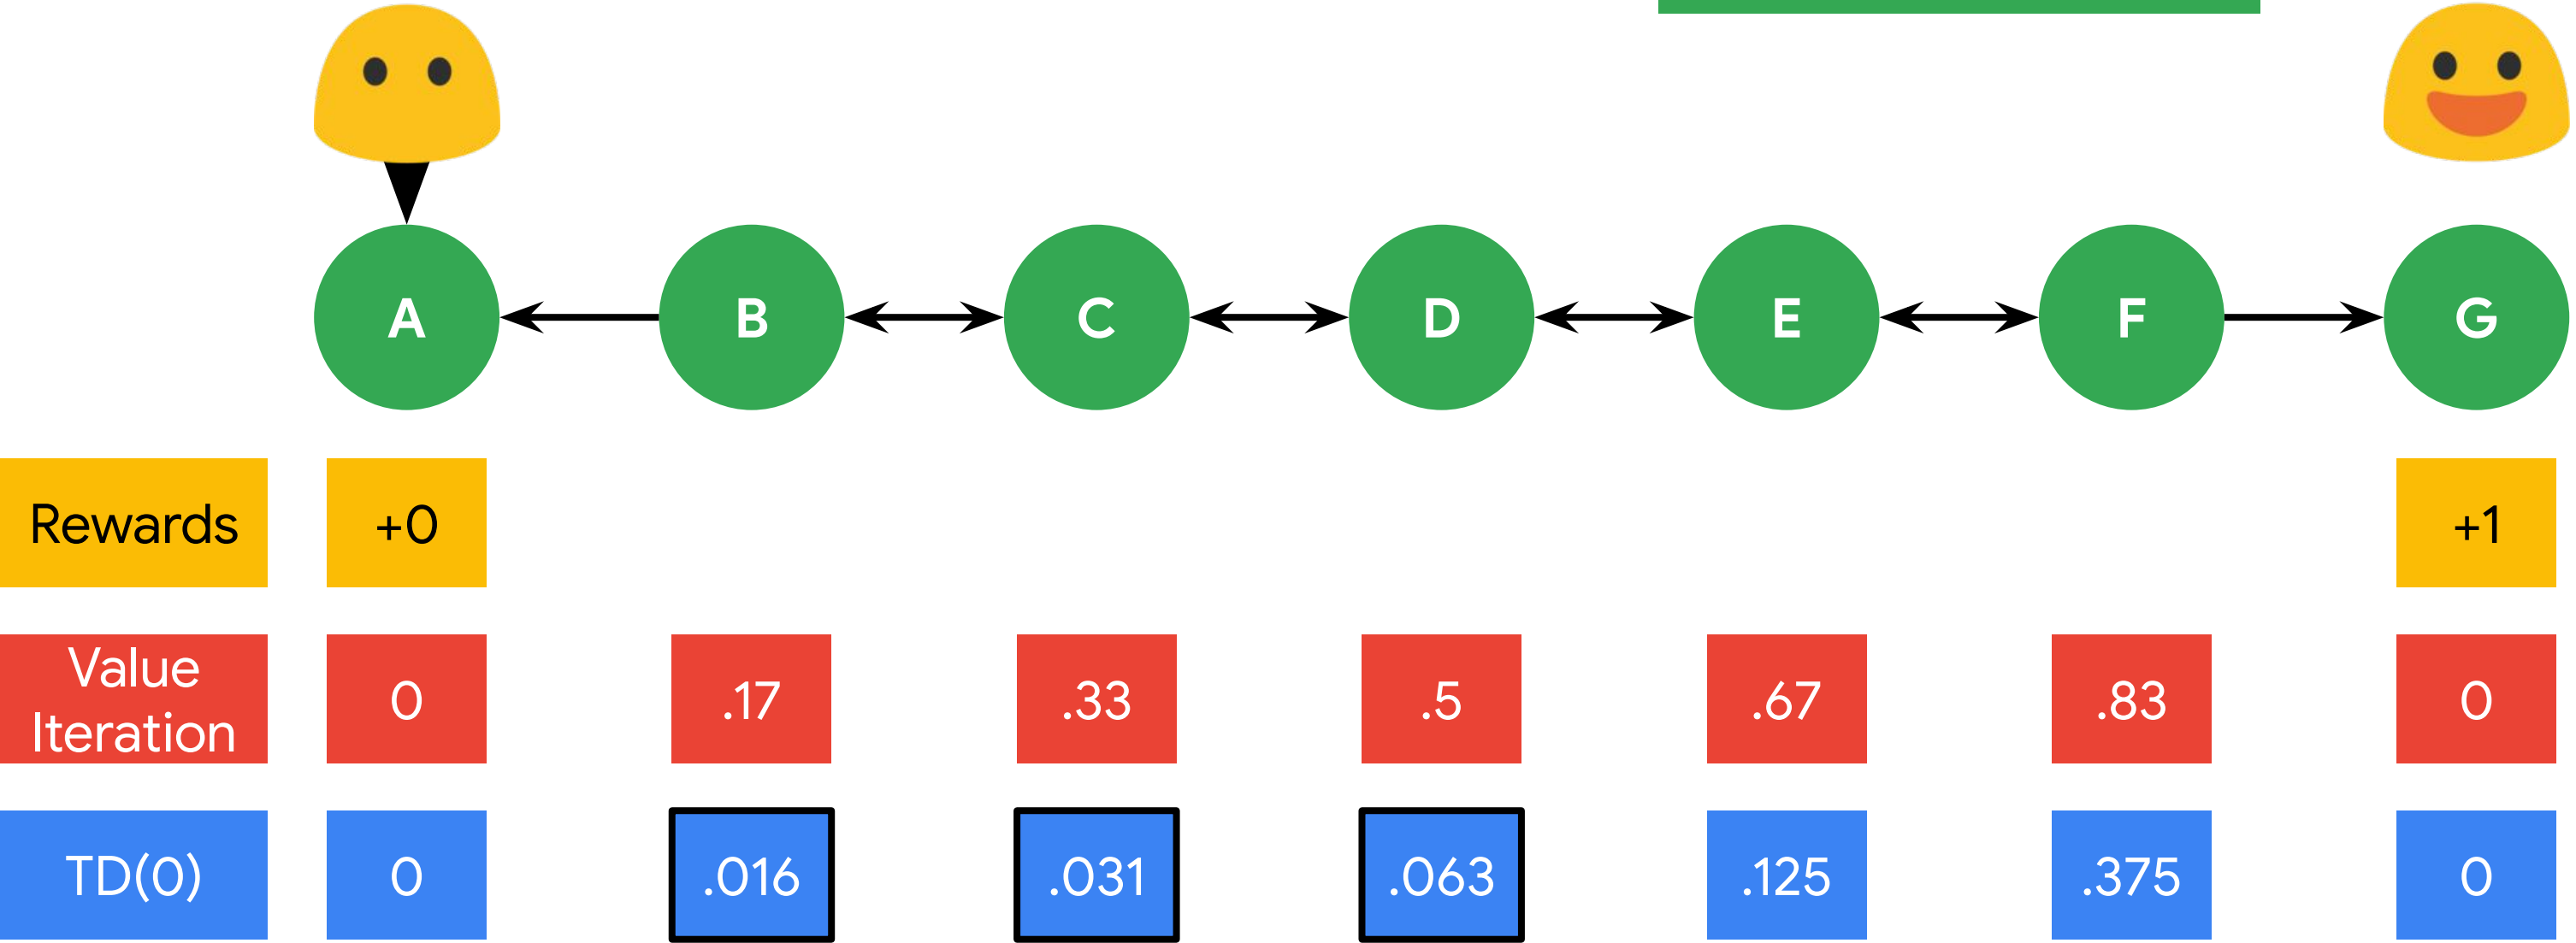 A B C D E F G
Rewards +0 +1
Value
Iteration 0 .17 .33 .5 .67 .83 0
TD(0) 0 .016 .031 .063 .125 .375 0